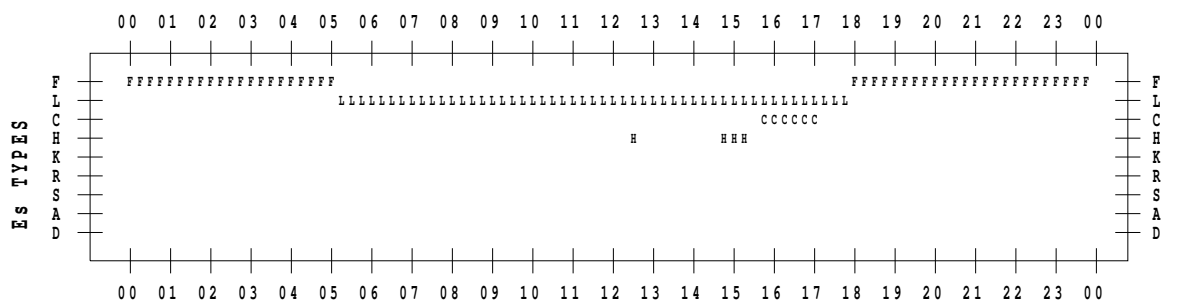 00 01 02 03 04 05 06 07 08 09 10 11 12 13 14 15 16 17 18 19 20 21 22 23 00
F FFFFFFFFFFFFFFFFFFFFF FFFFFFFFFFFFFFFFFFFFFFFF F
L LLLLLLLLLLLLLLLLLLLLLLLLLLLLLLLLLLLLLLLLLLLLLLLLLLL L
C CCCCCC C
H H HHH H
K K
R R
S S
A A
D D
Es TYPES
00 01 02 03 04 05 06 07 08 09 10 11 12 13 14 15 16 17 18 19 20 21 22 23 00